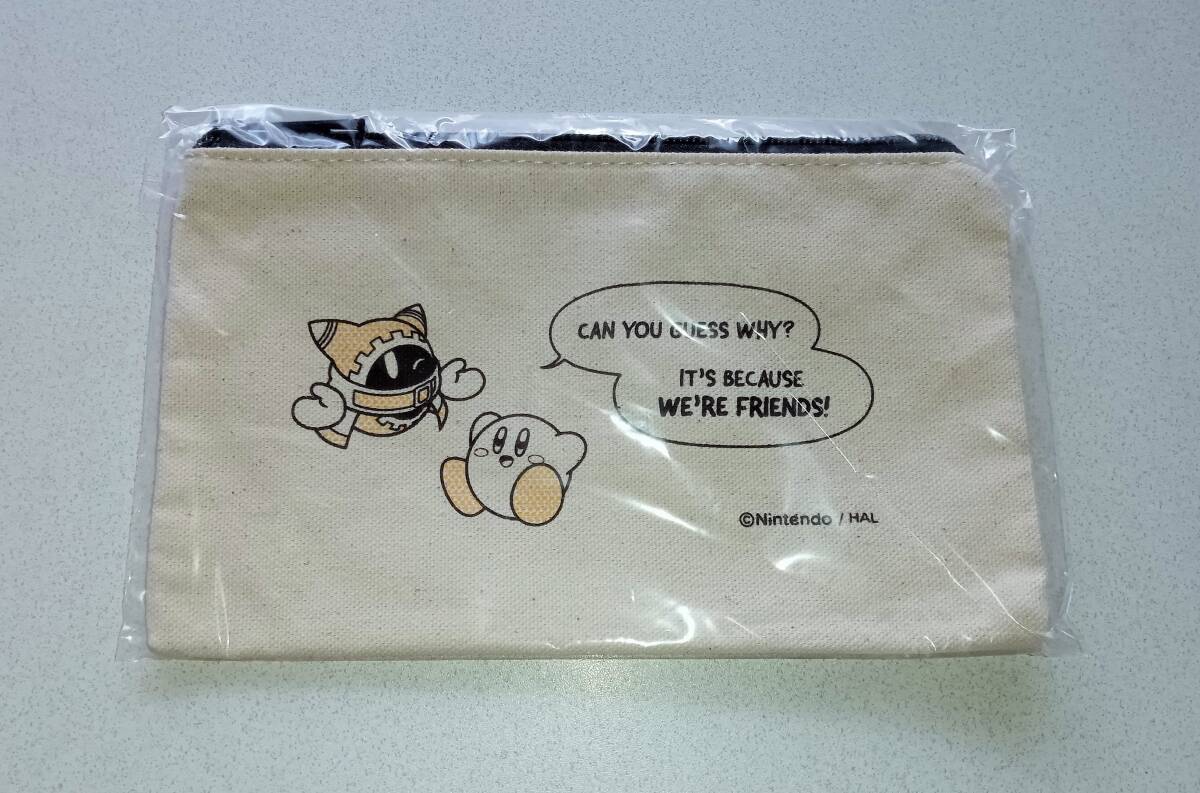 CAN YOU GUESS WHY?
IT'S BECAUSE
WE'RE FRIENDS!
©Nintendo / HAL